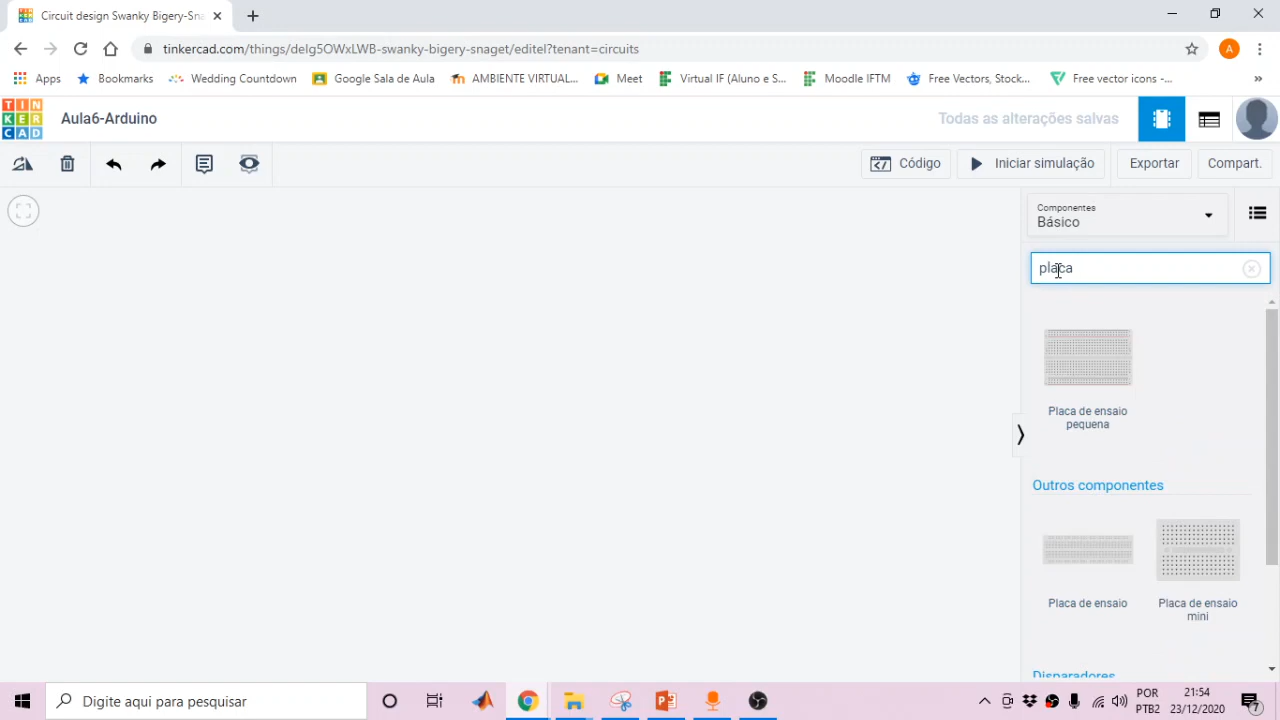 Circuit design Swanky Bigery-Sna
tinkercad.com/things/delg5OWxLWB-swanky-bigery-snaget/editel?tenant=circuits
A
Apps
Bookmarks
Wedding Countdown
Google Sala de Aula
AMBIENTE VIRTUAL...
Meet
Virtual IF (Aluno e S...
Moodle IFTM
Free Vectors, Stock...
Free vector icons -...
»
TIN
KER
CAD
Aula6-Arduino
Todas as alterações salvas
Código
Iniciar simulação
Exportar
Compart.
Componentes
Básico
placa
Placa de ensaio
pequena
Outros componentes
Placa de ensaio
Placa de ensaio
mini
Disparadores
Digite aqui para pesquisar
POR
PTB2
21:54
23/12/2020
7